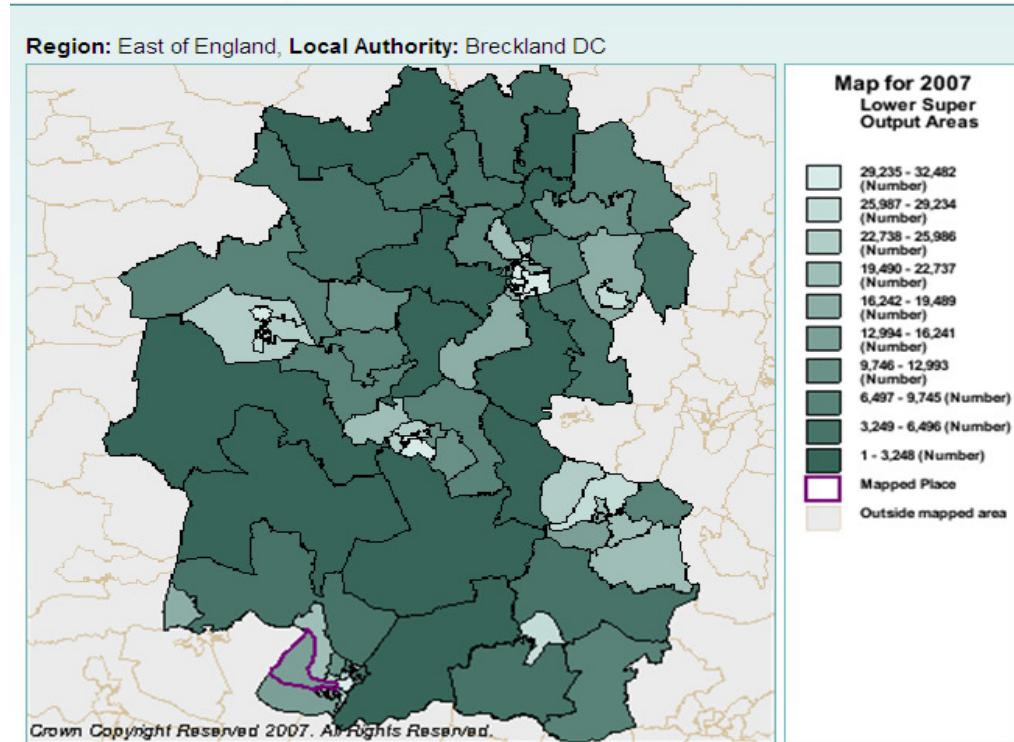 Region: East of England, Local Authority: Breckland DC
Map for 2007
Lower Super
Output Areas
29,235 - 32,482
(Number)
25,987 - 29,234
(Number)
22,738 - 25,986
(Number)
19,490 - 22,737
(Number)
16,242 - 19,489
(Number)
12,994 - 16,241
(Number)
9,746 - 12,993
(Number)
6,497 - 9,745 (Number)
3,249 - 6,496 (Number)
1 - 3,248 (Number)
Mapped Place
Outside mapped area
Crown Copyright Reserved 2007. All Rights Reserved.